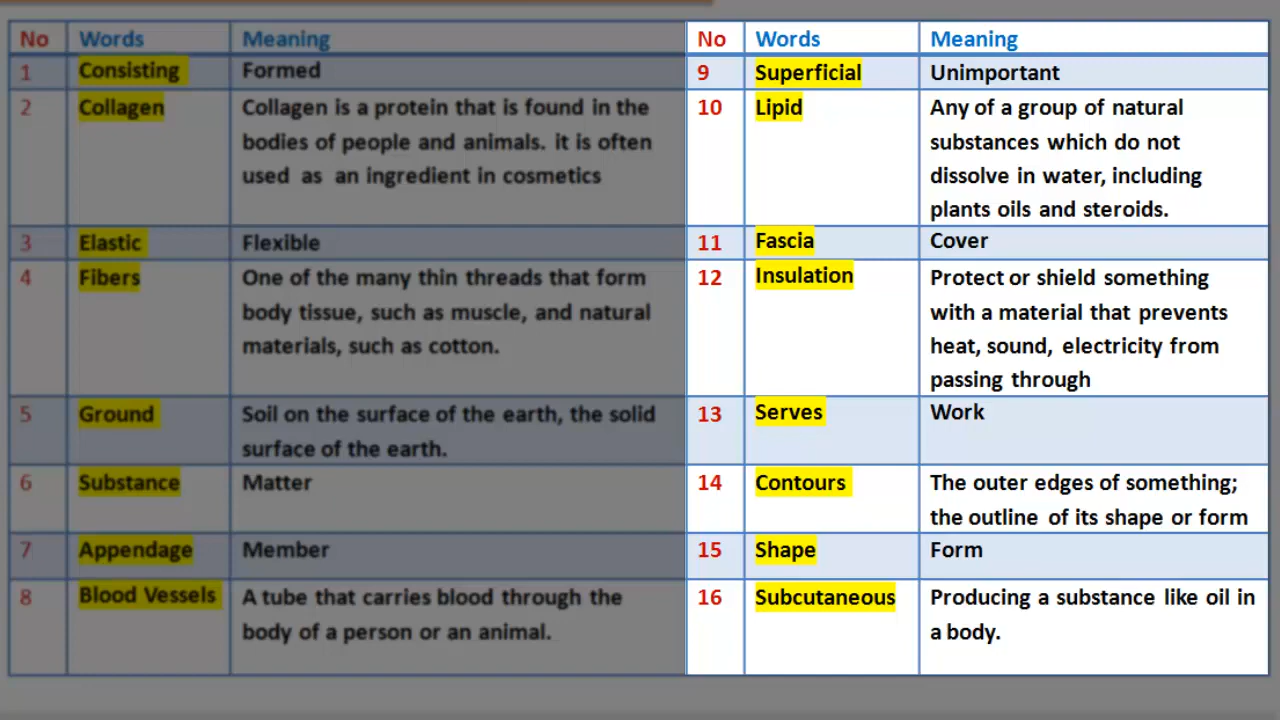 No Words Meaning
1 Consisting Formed
2 Collagen Collagen is a protein that is found in the
bodies of people and animals. it is often
used as an ingredient in cosmetics
3 Elastic Flexible
4 Fibers One of the many thin threads that form
body tissue, such as muscle, and natural
materials, such as cotton.
5 Ground Soil on the surface of the earth, the solid
surface of the earth.
6 Substance Matter
7 Appendage Member
8 Blood Vessels A tube that carries blood through the
body of a person or an animal.
No Words Meaning
9 Superficial Unimportant
10 Lipid Any of a group of natural
substances which do not
dissolve in water, including
plants oils and steroids.
11 Fascia Cover
12 Insulation Protect or shield something
with a material that prevents
heat, sound, electricity from
passing through
13 Serves Work
14 Contours The outer edges of something;
the outline of its shape or form
15 Shape Form
16 Subcutaneous Producing a substance like oil in
a body.